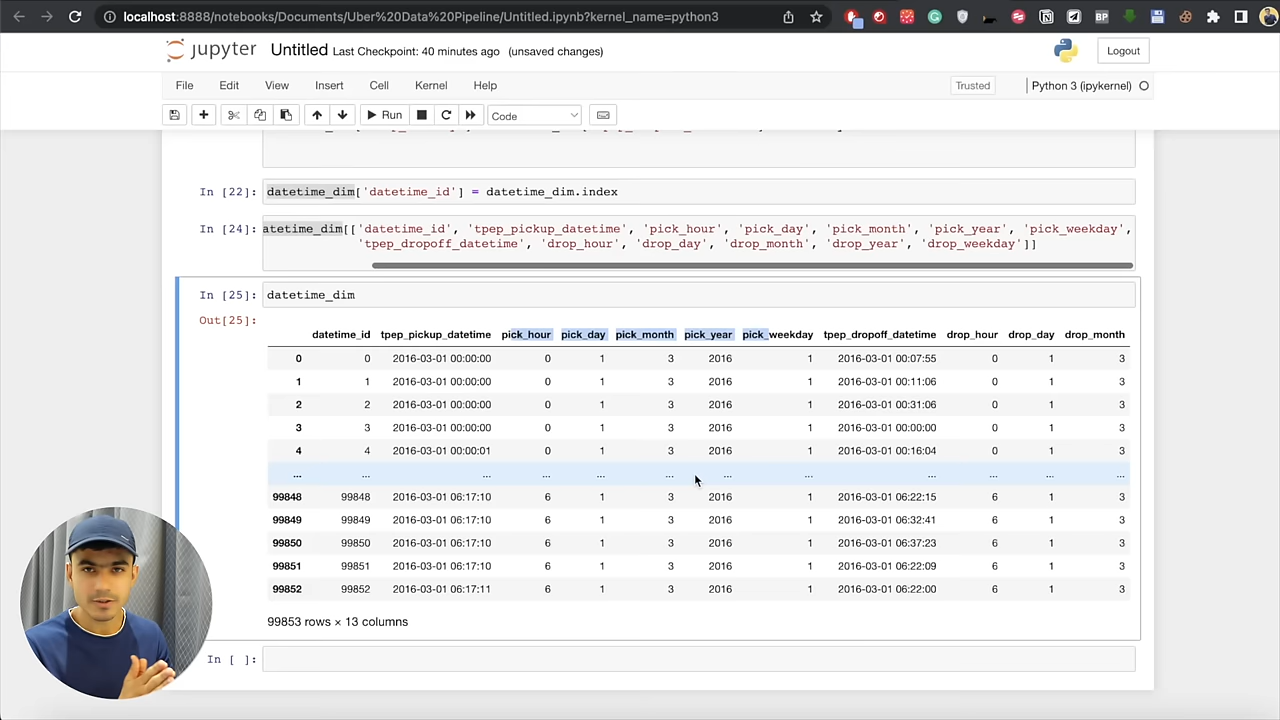 localhost:8888/notebooks/Documents/Uber%20Data%20Pipeline/Untitled.ipynb?kernel_name=python3
jupyter Untitled Last Checkpoint: 40 minutes ago (unsaved changes) Logout
File Edit View Insert Cell Kernel Help Trusted Python 3 (ipykernel)
Run Code
In [22]: datetime_dim['datetime_id'] = datetime_dim.index
In [24]: atetime_dim[['datetime_id', 'tpep_pickup_datetime', 'pick_hour', 'pick_day', 'pick_month', 'pick_year', 'pick_weekday',
'tpep_dropoff_datetime', 'drop_hour', 'drop_day', 'drop_month', 'drop_year', 'drop_weekday']]
In [25]: datetime_dim
Out[25]:
datetime_id tpep_pickup_datetime pick_hour pick_day pick_month pick_year pick_weekday tpep_dropoff_datetime drop_hour drop_day drop_month
0 0 2016-03-01 00:00:00 0 1 3 2016 1 2016-03-01 00:07:55 0 1 3
1 1 2016-03-01 00:00:00 0 1 3 2016 1 2016-03-01 00:11:06 0 1 3
2 2 2016-03-01 00:00:00 0 1 3 2016 1 2016-03-01 00:31:06 0 1 3
3 3 2016-03-01 00:00:00 0 1 3 2016 1 2016-03-01 00:00:00 0 1 3
4 4 2016-03-01 00:00:01 0 1 3 2016 1 2016-03-01 00:16:04 0 1 3
... ... ... ... ... ... ... ... ... ... ... ...
99848 99848 2016-03-01 06:17:10 6 1 3 2016 1 2016-03-01 06:22:15 6 1 3
99849 99849 2016-03-01 06:17:10 6 1 3 2016 1 2016-03-01 06:32:41 6 1 3
99850 99850 2016-03-01 06:17:10 6 1 3 2016 1 2016-03-01 06:37:23 6 1 3
99851 99851 2016-03-01 06:17:10 6 1 3 2016 1 2016-03-01 06:22:09 6 1 3
99852 99852 2016-03-01 06:17:11 6 1 3 2016 1 2016-03-01 06:22:00 6 1 3
99853 rows × 13 columns
In [ ]: